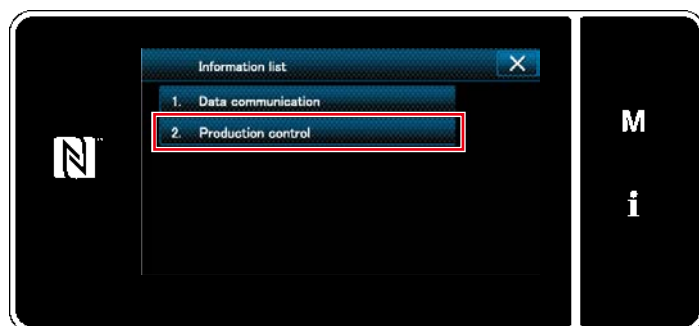 Information list
1. Data communication
2. Production control
M
i